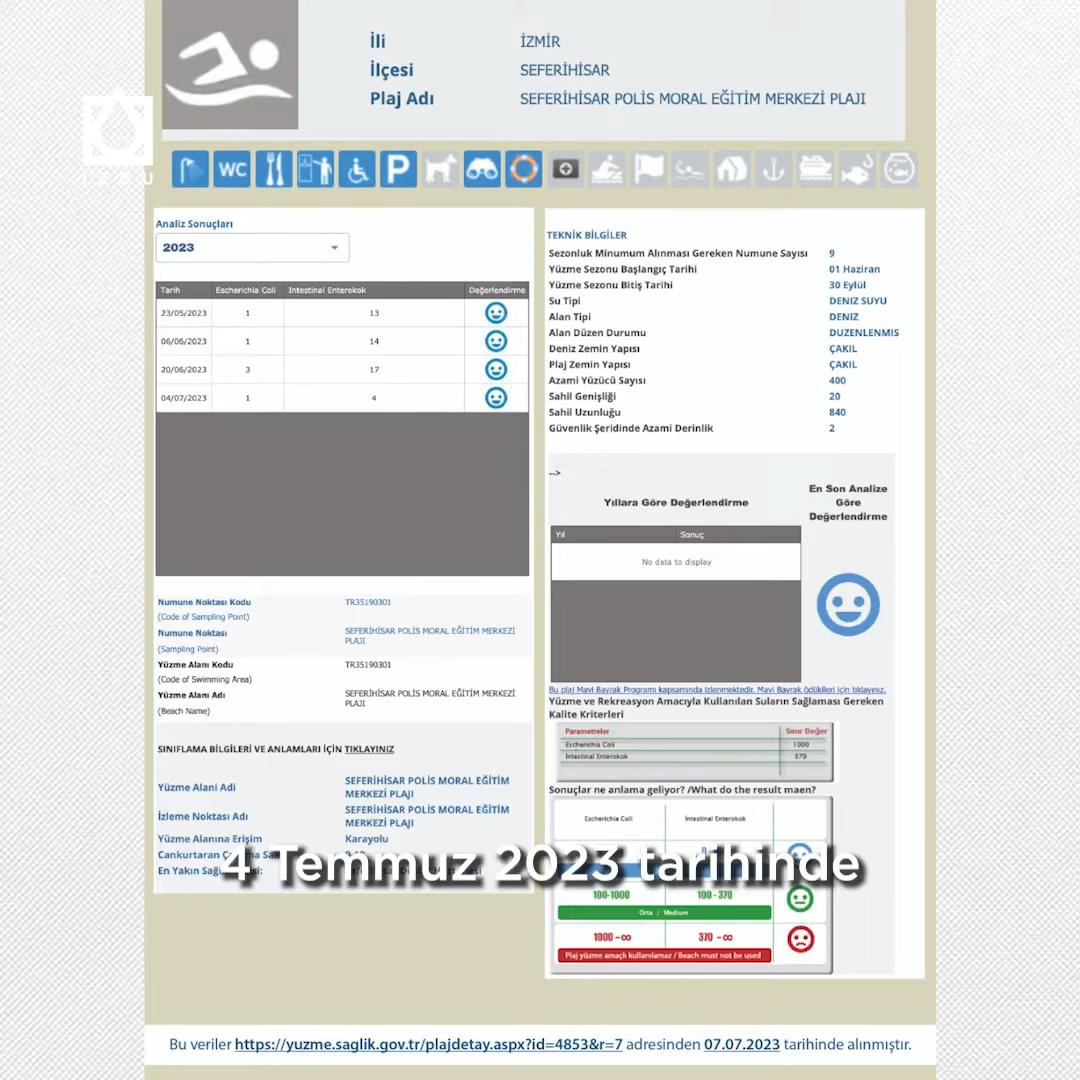 İli İZMİR
İlçesi SEFERİHİSAR
Plaj Adı SEFERİHİSAR POLİS MORAL EĞİTİM MERKEZİ PLAJI
WC P
Analiz Sonuçları
2023
Tarih Escherichia Coli Intestinal Enterokok Değerlendirme
23/05/2023 1 13
06/06/2023 1 14
20/06/2023 3 17
04/07/2023 1 4
Numune Noktası Kodu TR35190301
(Code of Sampling Point)
Numune Noktası SEFERİHİSAR POLİS MORAL EĞİTİM MERKEZİ
PLAJI
(Sampling Point)
Yüzme Alanı Kodu TR35190301
(Code of Swimming Area)
Yüzme Alanı Adı SEFERİHİSAR POLİS MORAL EĞİTİM MERKEZİ
PLAJI
(Beach Name)
SINIFLAMA BİLGİLERİ VE ANLAMLARI İÇİN TIKLAYINIZ
Yüzme Alani Adi SEFERİHİSAR POLİS MORAL EĞİTİM
MERKEZİ PLAJI
İzleme Noktası Adı SEFERİHİSAR POLİS MORAL EĞİTİM
MERKEZİ PLAJI
Yüzme Alanına Erişim Karayolu
Cankurtaran
En Yakın
TEKNİK BİLGİLER
Sezonluk Minumum Alınması Gereken Numune Sayısı 9
Yüzme Sezonu Başlangıç Tarihi 01 Haziran
Yüzme Sezonu Bitiş Tarihi 30 Eylül
Su Tipi DENIZ SUYU
Alan Tipi DENIZ
Alan Düzen Durumu DUZENLENMIS
Deniz Zemin Yapısı ÇAKIL
Plaj Zemin Yapısı ÇAKIL
Azami Yüzücü Sayısı 400
Sahil Genişliği 20
Sahil Uzunluğu 840
Güvenlik Şeridinde Azami Derinlik 2
-->
Yıllara Göre Değerlendirme
En Son Analize
Göre
Değerlendirme
Yıl Sonuç
No data to display
Bu plaj Mavi Bayrak Programı kapsamında izlenmektedir. Mavi Bayrak ödülleri için tıklayınız.
Yüzme ve Rekreasyon Amacıyla Kullanılan Suların Sağlaması Gereken
Kalite Kriterleri
Parametreler Sınır Değer
Escherichia Coli 1000
İntestinal Enterokok 370
Sonuçlar ne anlama geliyor? /What do the result maen?
Escherichia Coli İntestinal Enterokok
100-1000 100 - 370
Orta / Medium
1000 - ∞ 370 - ∞
Plaj yüzme amaçlı kullanılamaz / Beach must not be used
4 Temmuz 2023 tarihinde
Bu veriler https://yuzme.saglik.gov.tr/plajdetay.aspx?id=4853&r=7 adresinden 07.07.2023 tarihinde alınmıştır.